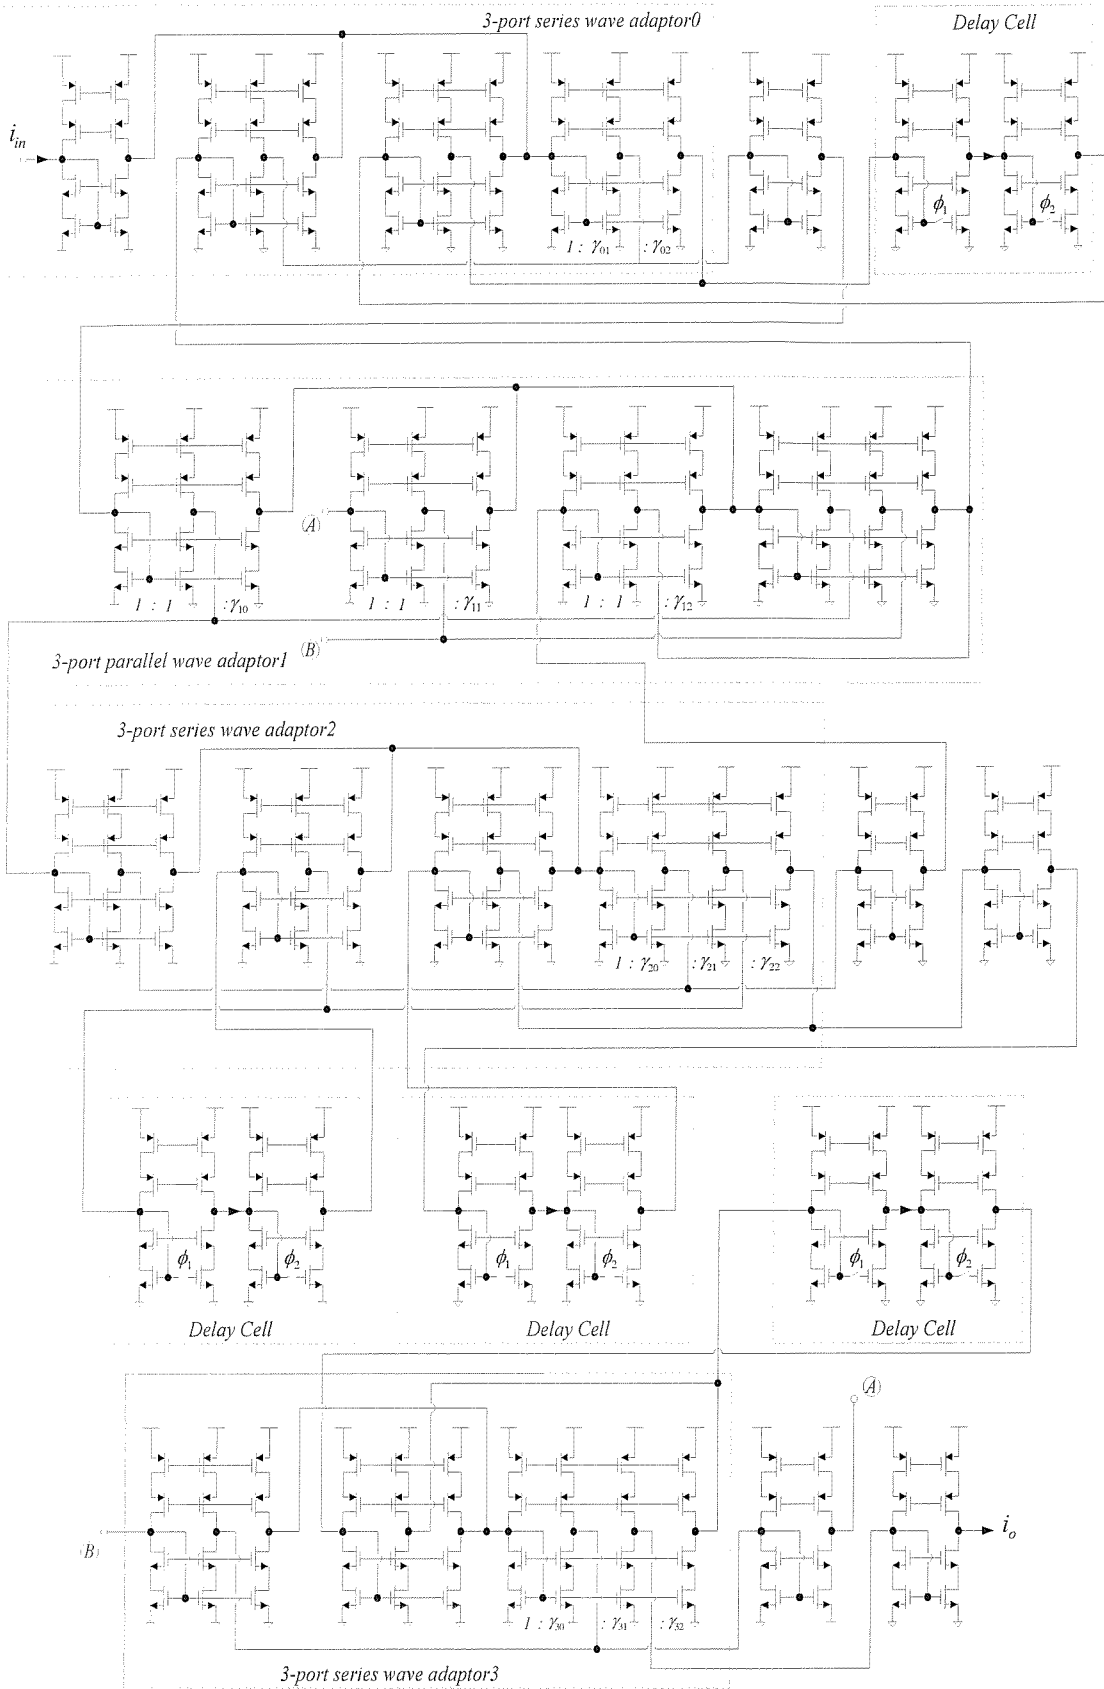 3-port series wave adaptor0
Delay Cell
i_in
ϕ₁
ϕ₂
1 : γ₀₁ : γ₀₂
(A)
1 : 1 : γ₁₀
1 : 1 : γ₁₁
1 : 1 : γ₁₂
(B)
3-port parallel wave adaptor1
3-port series wave adaptor2
1 : γ₂₀ : γ₂₁ : γ₂₂
ϕ₁
ϕ₂
ϕ₁
ϕ₂
ϕ₁
ϕ₂
Delay Cell
Delay Cell
Delay Cell
(A)
(B)
i_o
1 : γ₃₀ : γ₃₁ : γ₃₂
3-port series wave adaptor3